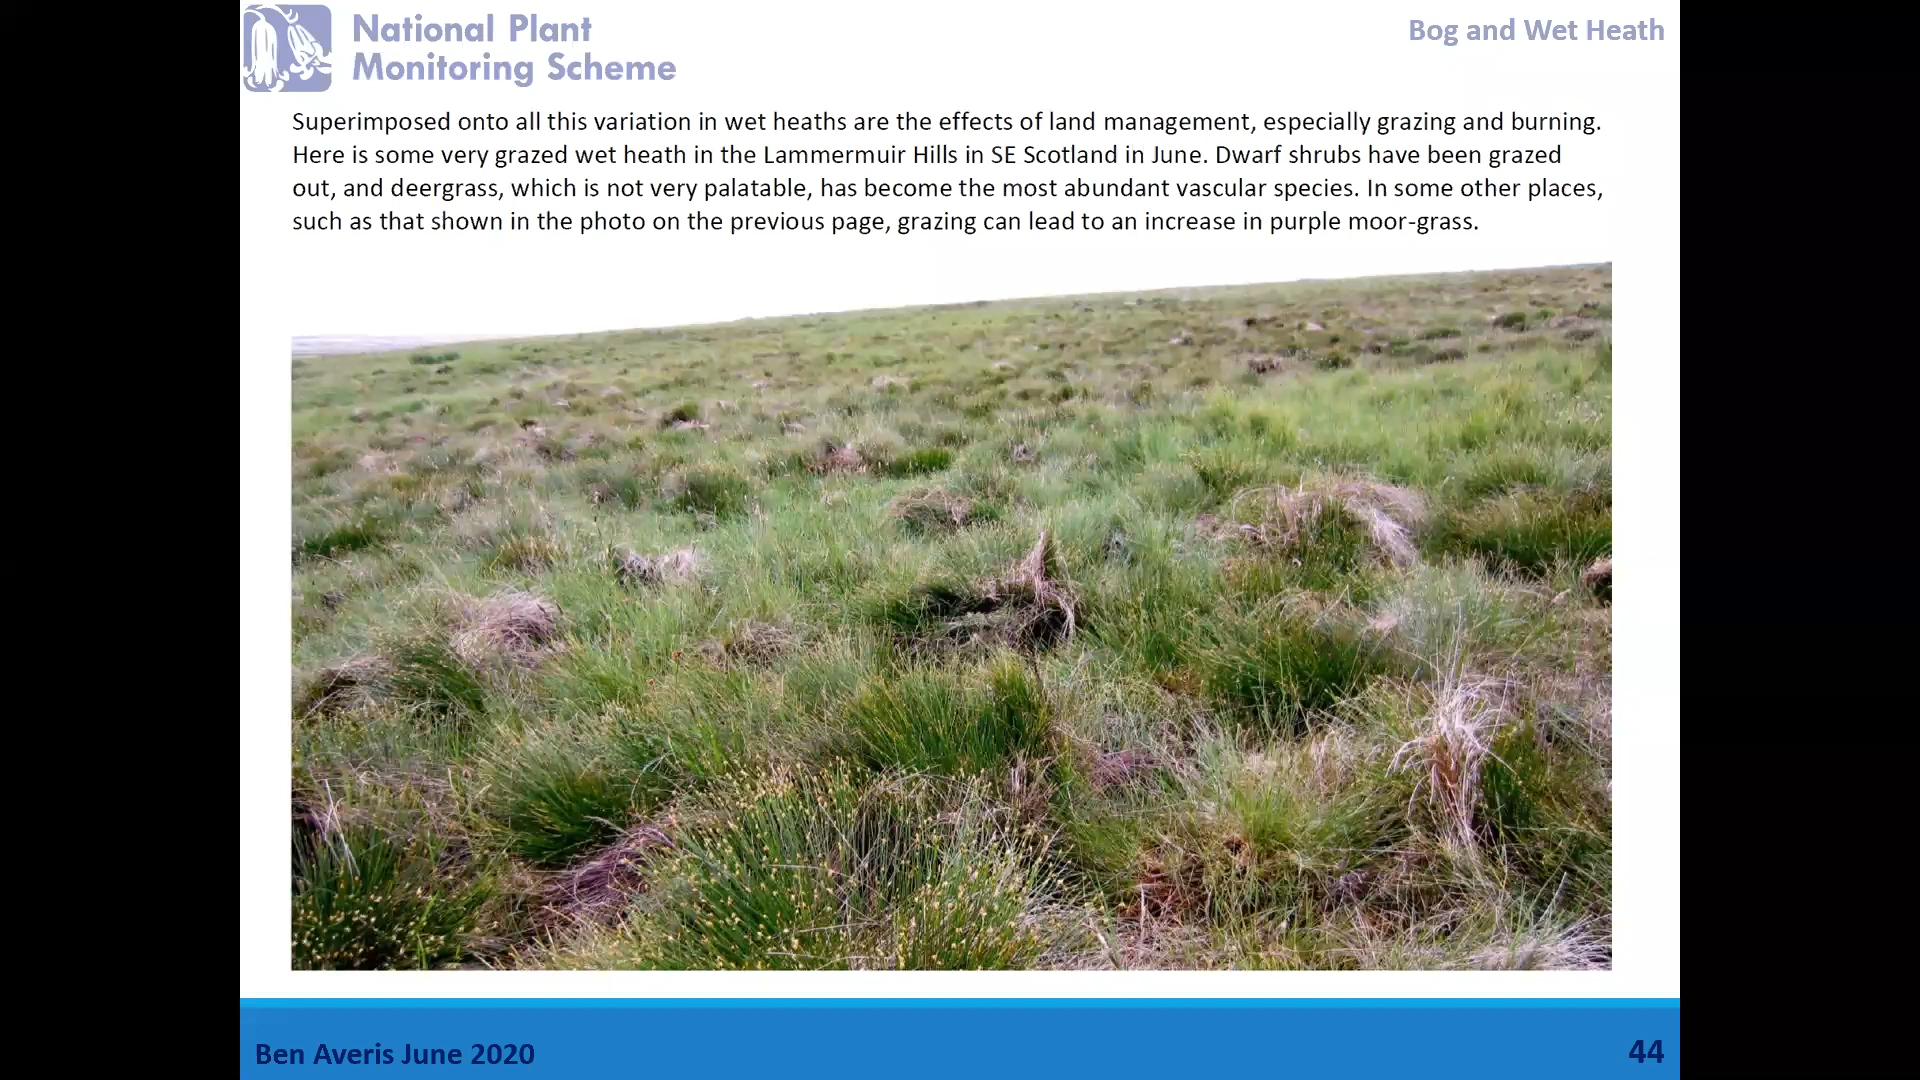 National Plant
Monitoring Scheme
Bog and Wet Heath
Superimposed onto all this variation in wet heaths are the effects of land management, especially grazing and burning.
Here is some very grazed wet heath in the Lammermuir Hills in SE Scotland in June. Dwarf shrubs have been grazed
out, and deergrass, which is not very palatable, has become the most abundant vascular species. In some other places,
such as that shown in the photo on the previous page, grazing can lead to an increase in purple moor-grass.
Ben Averis June 2020
44